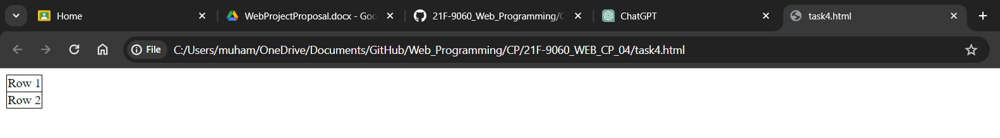 Home
WebProjectProposal.docx - Goo
21F-9060_Web_Programming/C
ChatGPT
task4.html
File
C:/Users/muham/OneDrive/Documents/GitHub/Web_Programming/CP/21F-9060_WEB_CP_04/task4.html
Row 1
Row 2